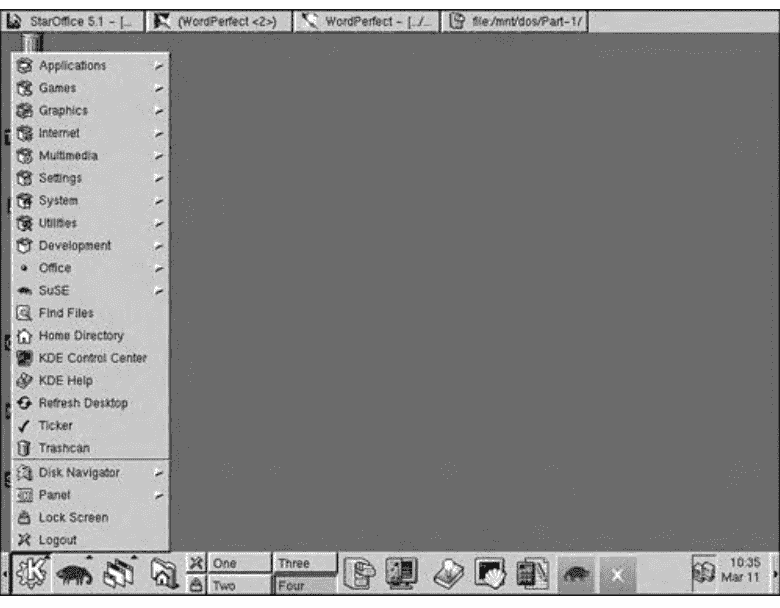 StarOffice 5.1 - [...
(WordPerfect <2>)
WordPerfect - [../..
file:/mnt/dos/Part-1/
Applications
Games
Graphics
Internet
Multimedia
Settings
System
Utilities
Development
Office
SuSE
Find Files
Home Directory
KDE Control Center
KDE Help
Refresh Desktop
Ticker
Trashcan
Disk Navigator
Panel
Lock Screen
Logout
One
Three
Two
Four
10:35
Mar 11